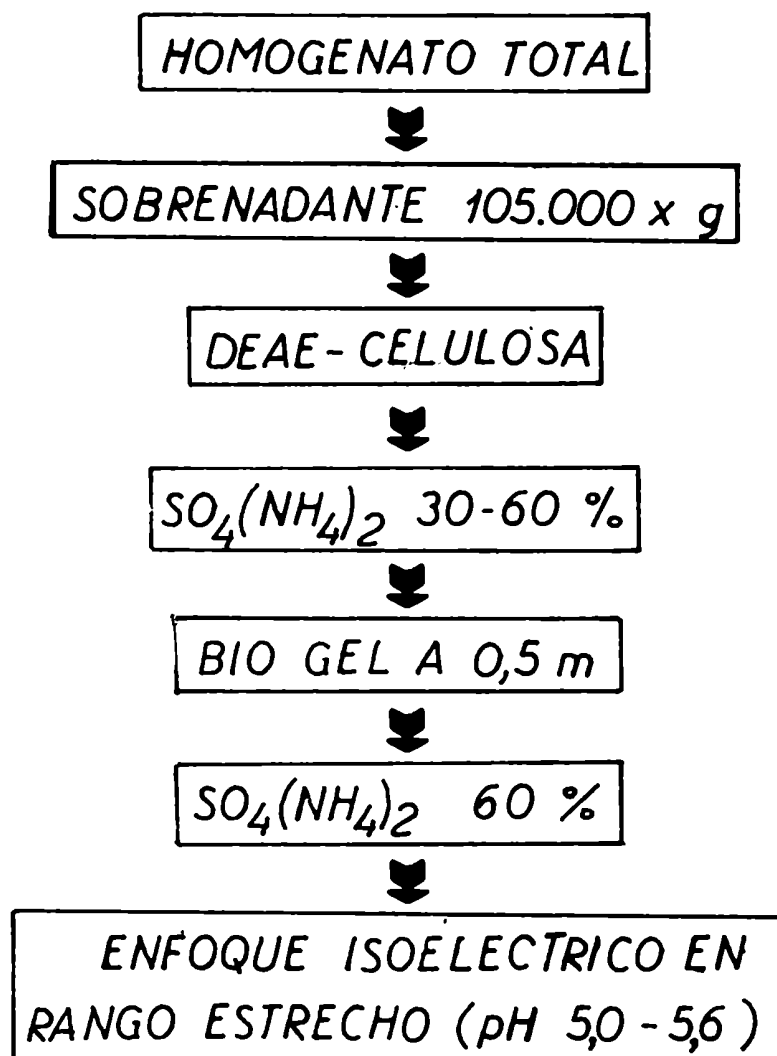 HOMOGENATO TOTAL
SOBRENADANTE 105.000 x g
DEAE-CELULOSA
SO₄(NH₄)₂ 30-60 %
BIO GEL A 0,5 m
SO₄(NH₄)₂ 60 %
ENFOQUE ISOELECTRICO EN
RANGO ESTRECHO (pH 5,0-5,6)